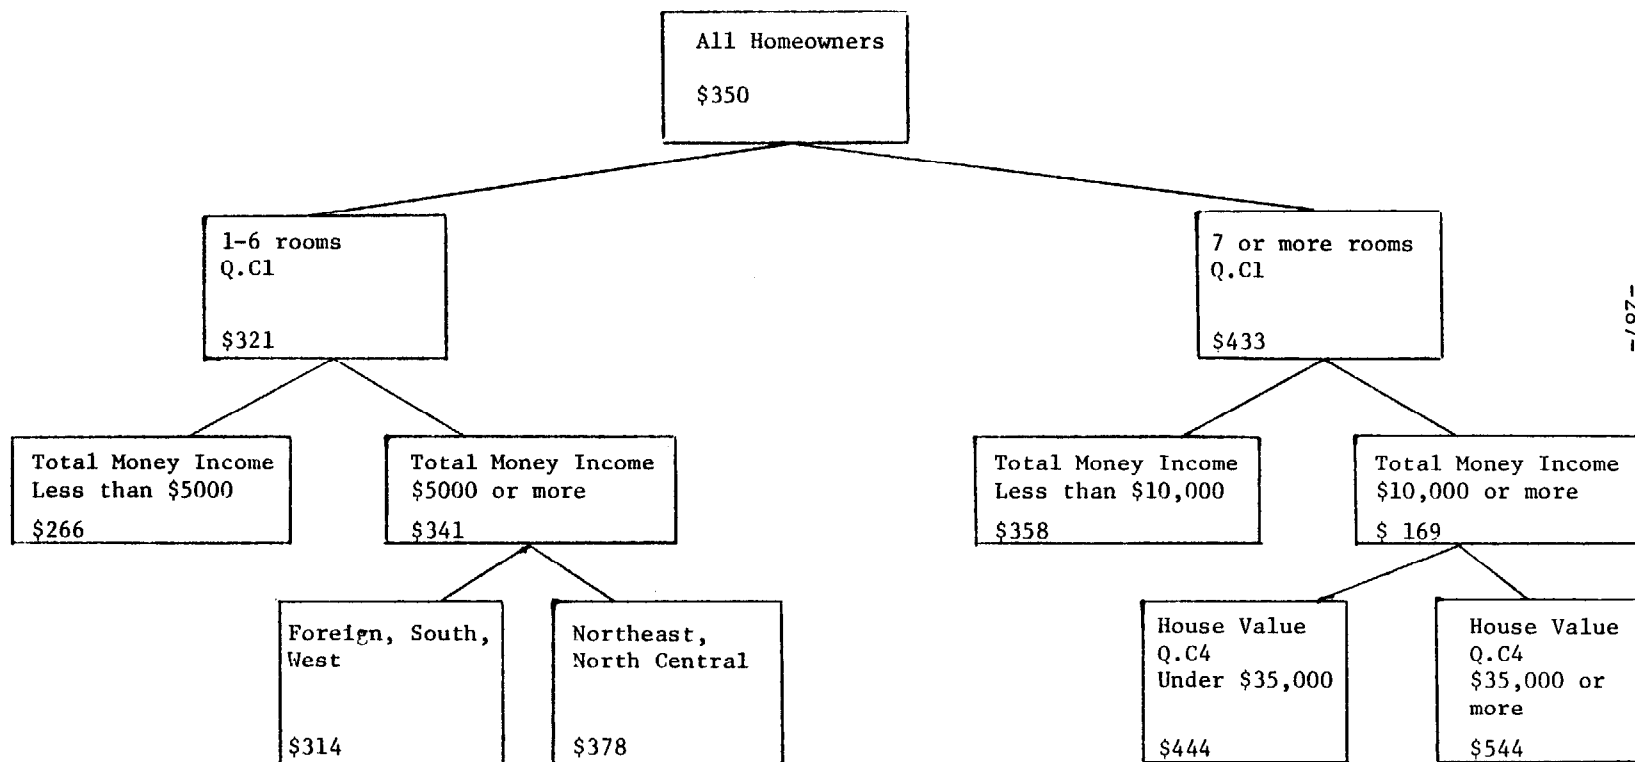 All Homeowners
$350
1-6 rooms
Q.C1
$321
7 or more rooms
Q.C1
$433
Total Money Income
Less than $5000
$266
Total Money Income
$5000 or more
$341
Total Money Income
Less than $10,000
$358
Total Money Income
$10,000 or more
$ 169
Foreign, South,
West
$314
Northeast,
North Central
$378
House Value
Q.C4
Under $35,000
$444
House Value
Q.C4
$35,000 or
more
$544